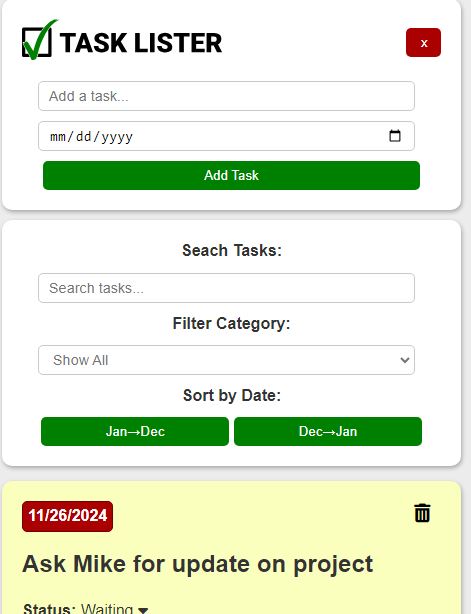 TASK LISTER
x
Add a task...
mm/dd/yyyy
Add Task
Seach Tasks:
Search tasks...
Filter Category:
Show All
Sort by Date:
Jan→Dec Dec→Jan
11/26/2024
Ask Mike for update on project
Status: Waiting